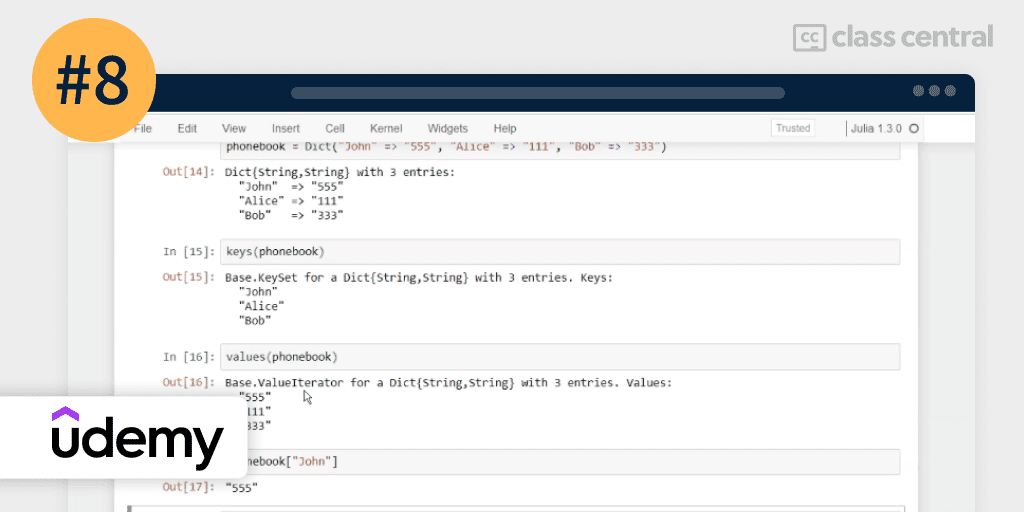 #8
cc class central
File Edit View Insert Cell Kernel Widgets Help Trusted Julia 1.3.0
phonebook = Dict("John" => "555", "Alice" => "111", "Bob" => "333")
Out[14]: Dict{String,String} with 3 entries:
"John" => "555"
"Alice" => "111"
"Bob" => "333"
In [15]: keys(phonebook)
Out[15]: Base.KeySet for a Dict{String,String} with 3 entries. Keys:
"John"
"Alice"
"Bob"
In [16]: values(phonebook)
Out[16]: Base.ValueIterator for a Dict{String,String} with 3 entries. Values:
"555"
111"
333"
nebook["John"]
Out[17]: "555"
udemy